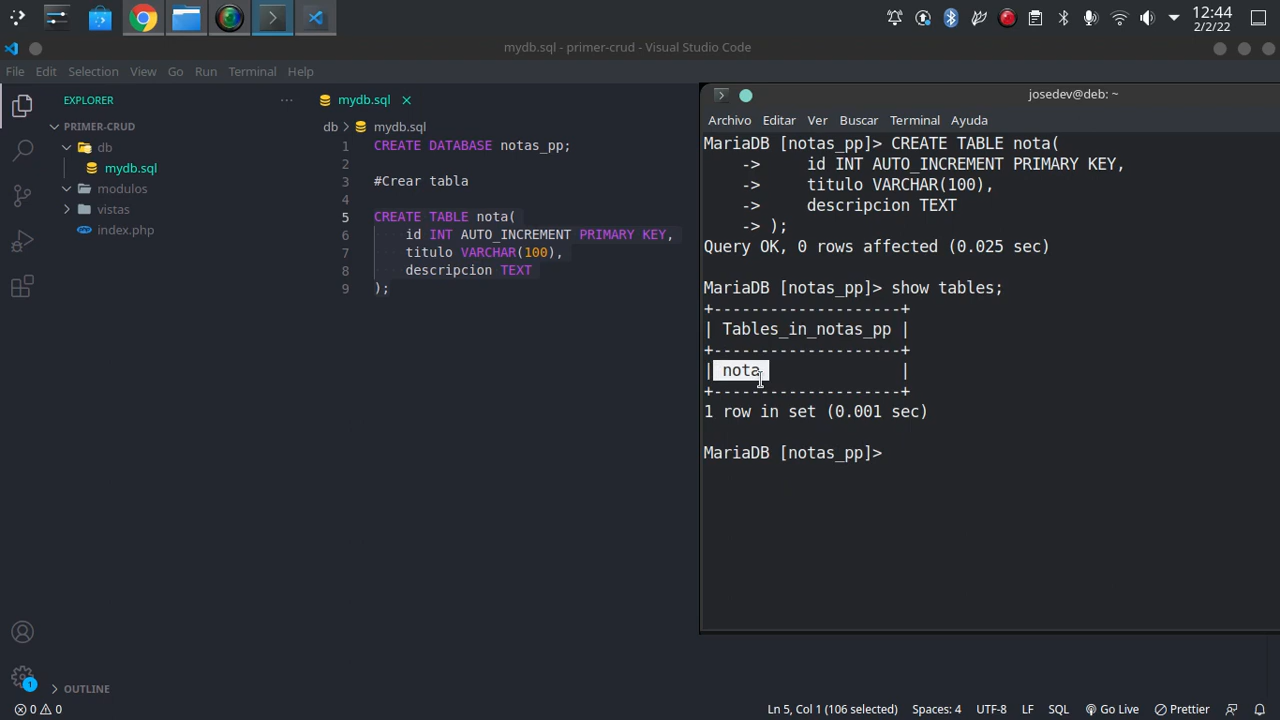 12:44
2/2/22
mydb.sql - primer-crud - Visual Studio Code
File Edit Selection View Go Run Terminal Help
EXPLORER
PRIMER-CRUD
db
mydb.sql
modulos
vistas
index.php
OUTLINE
mydb.sql
db > mydb.sql
1 CREATE DATABASE notas_pp;
2
3 #Crear tabla
4
5 CREATE TABLE nota(
6 id INT AUTO_INCREMENT PRIMARY KEY,
7 titulo VARCHAR(100),
8 descripcion TEXT
9 );
josedev@deb: ~
Archivo Editar Ver Buscar Terminal Ayuda
MariaDB [notas_pp]> CREATE TABLE nota(
-> id INT AUTO_INCREMENT PRIMARY KEY,
-> titulo VARCHAR(100),
-> descripcion TEXT
-> );
Query OK, 0 rows affected (0.025 sec)
MariaDB [notas_pp]> show tables;
+--------------------+
| Tables_in_notas_pp |
+--------------------+
| nota |
+--------------------+
1 row in set (0.001 sec)
MariaDB [notas_pp]>
1
0 0
Ln 5, Col 1 (106 selected) Spaces: 4 UTF-8 LF SQL Go Live Prettier